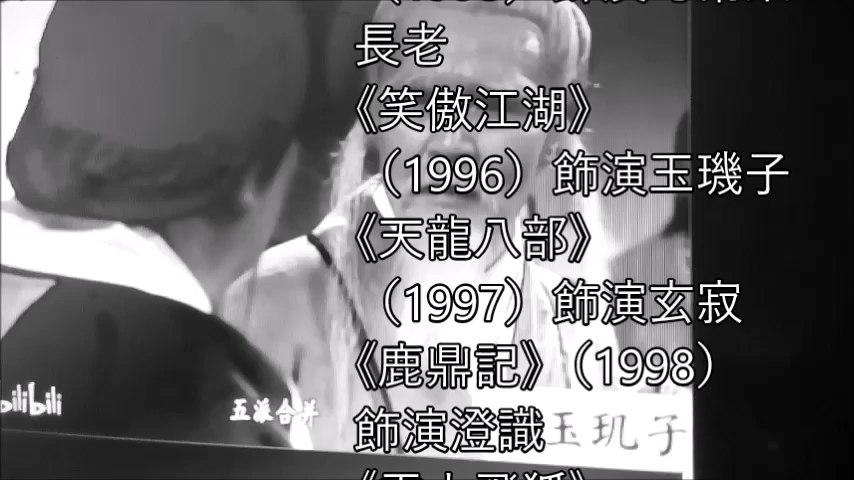 長老
《笑傲江湖》
（1996）飾演玉璣子
《天龍八部》
（1997）飾演玄寂
《鹿鼎記》（1998）
飾演澄識
玉玑子
五派合并
bilibili